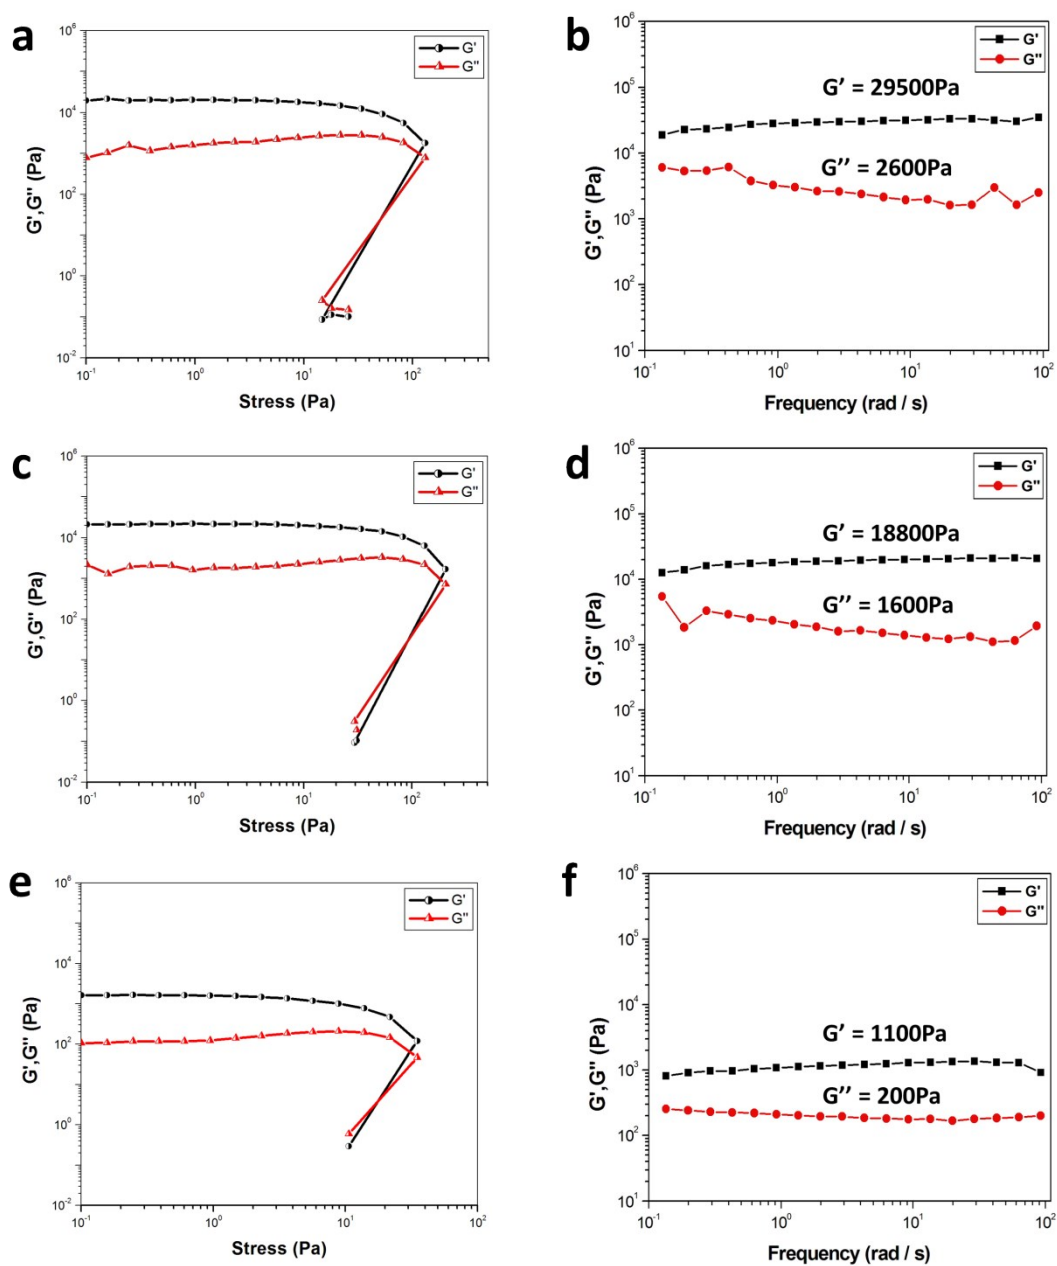 a
10^6
10^4
10^2
10^0
10^-2
G',G'' (Pa)
10^-1
10^0
10^1
10^2
Stress (Pa)
G'
G"
b
10^6
10^5
10^4
10^3
10^2
10^1
G',G'' (Pa)
10^-1
10^0
10^1
10^2
Frequency (rad / s)
G'
G''
G’ = 29500Pa
G’’ = 2600Pa
c
10^6
10^4
10^2
10^0
10^-2
G',G'' (Pa)
10^-1
10^0
10^1
10^2
Stress (Pa)
G'
G"
d
10^6
10^5
10^4
10^3
10^2
10^1
G',G'' (Pa)
10^-1
10^0
10^1
10^2
Frequency (rad / s)
G'
G''
G’ = 18800Pa
G’’ = 1600Pa
e
10^6
10^4
10^2
10^0
10^-2
G',G'' (Pa)
10^-1
10^0
10^1
10^2
Stress (Pa)
G'
G"
f
10^6
10^5
10^4
10^3
10^2
10^1
G',G'' (Pa)
10^-1
10^0
10^1
10^2
Frequency (rad / s)
G'
G''
G’ = 1100Pa
G’’ = 200Pa